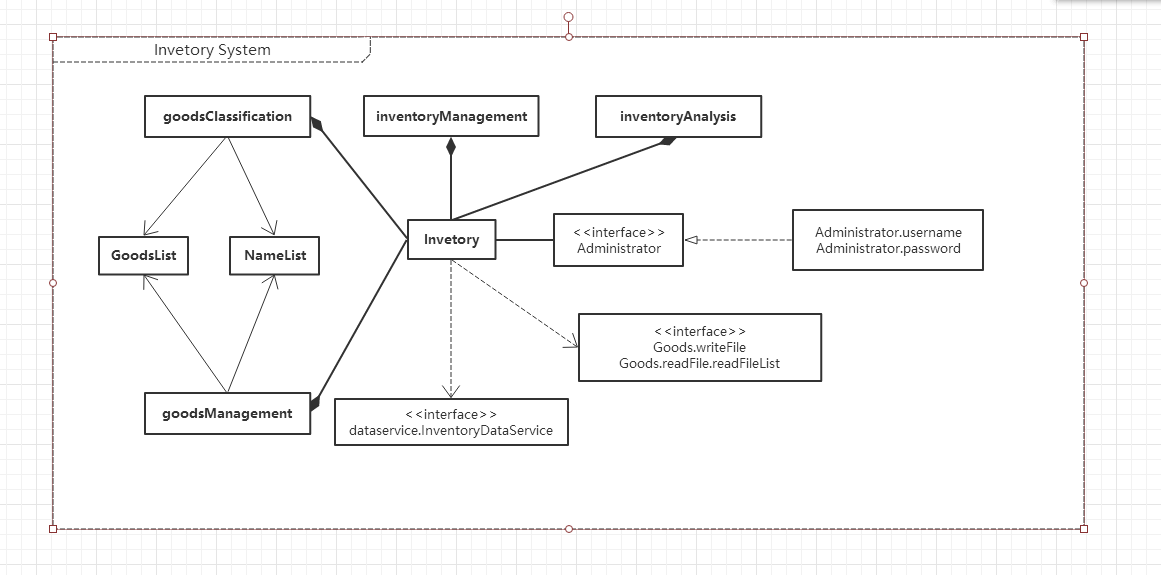 Invetory System
goodsClassification
inventoryManagement
inventoryAnalysis
GoodsList
NameList
Invetory
<<interface>>
Administrator
Administrator.username
Administrator.password
<<interface>>
Goods.writeFile
Goods.readFile.readFileList
goodsManagement
<<interface>>
dataservice.InventoryDataService